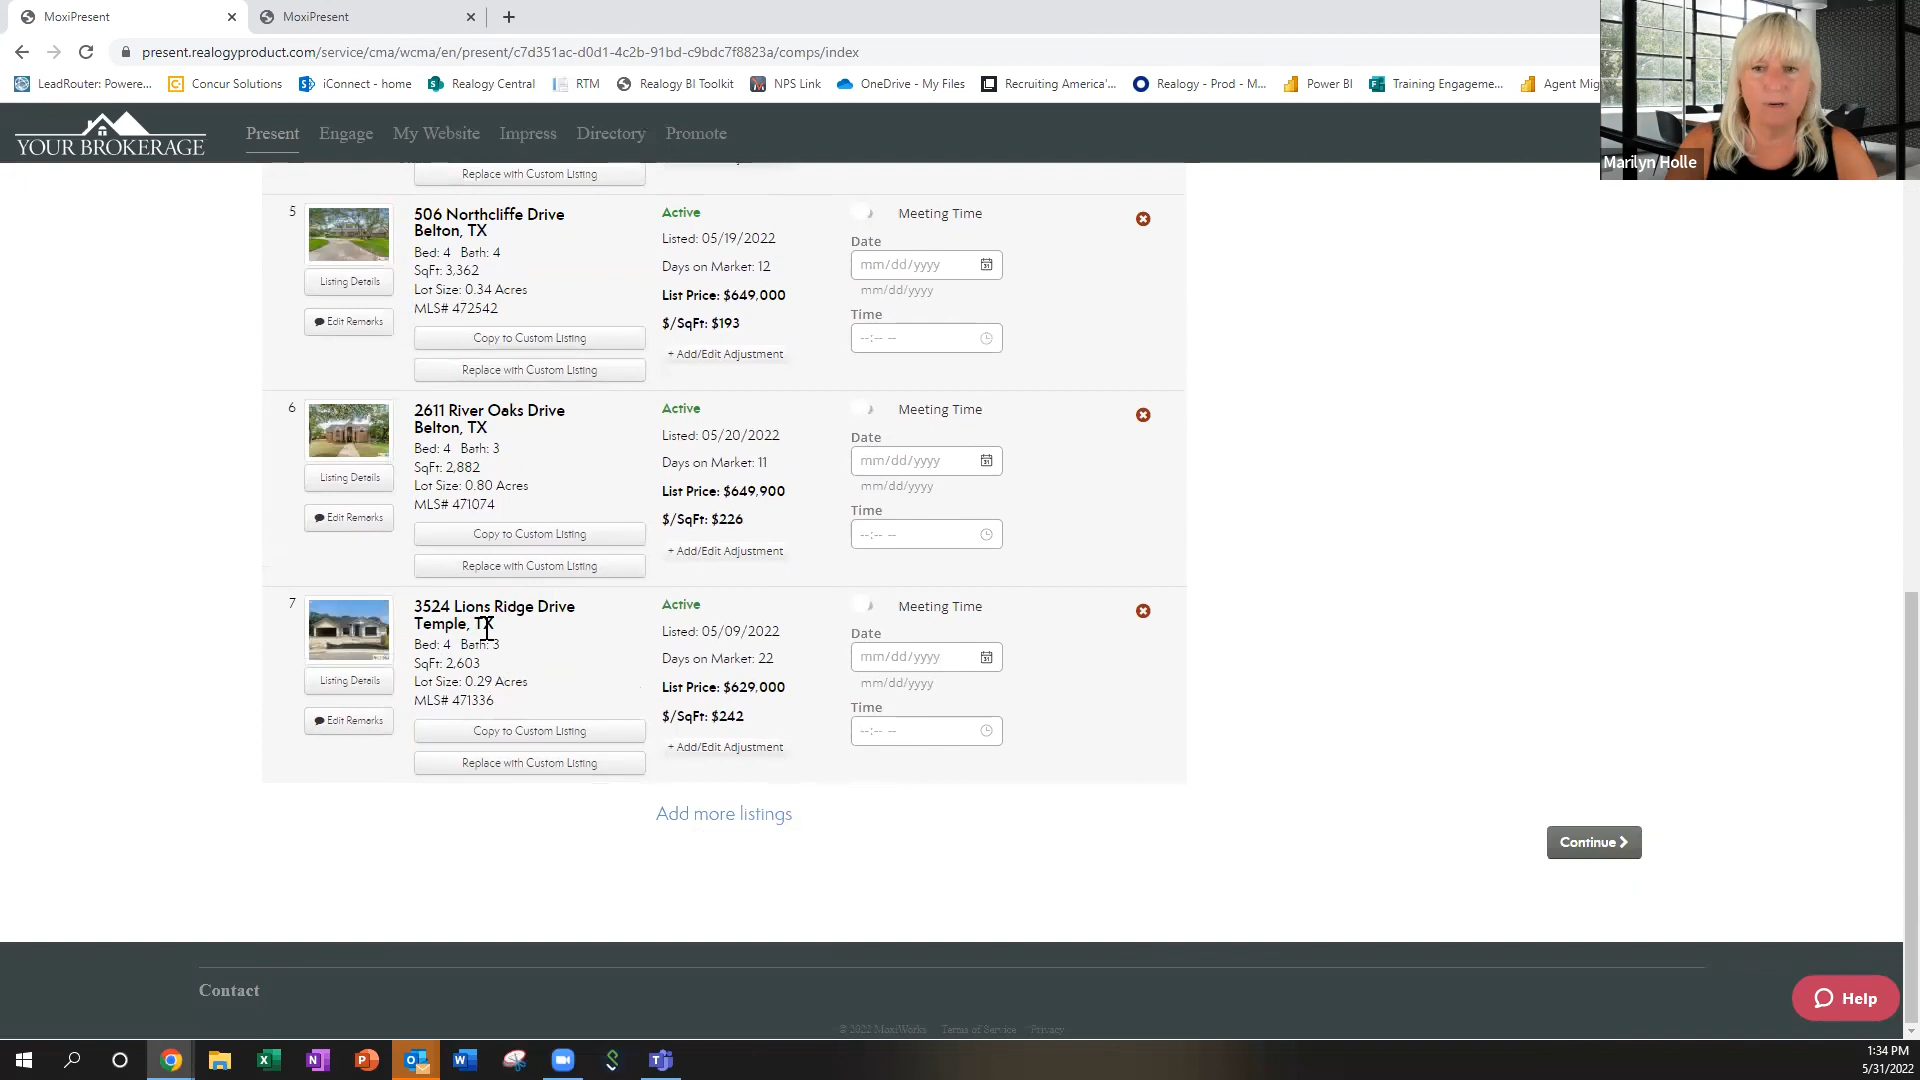 MoxiPresent
MoxiPresent
present.realogyproduct.com/service/cma/wcma/en/present/c7d351ac-d0d1-4c2b-91bd-c9bdc7f8823a/comps/index
LeadRouter: Powere... Concur Solutions iConnect - home Realogy Central RTM Realogy BI Toolkit NPS Link OneDrive - My Files Recruiting America'... Realogy - Prod - M... Power BI Training Engageme... Agent Mig
YOUR BROKERAGE
Present Engage My Website Impress Directory Promote
Marilyn Holle
Replace with Custom Listing
5
506 Northcliffe Drive
Belton, TX
Bed: 4 Bath: 4
SqFt: 3,362
Lot Size: 0.34 Acres
MLS# 472542
Listing Details
Edit Remarks
Copy to Custom Listing
Replace with Custom Listing
Active
Listed: 05/19/2022
Days on Market: 12
List Price: $649,000
$/SqFt: $193
+ Add/Edit Adjustment
Meeting Time
Date
mm/dd/yyyy
mm/dd/yyyy
Time
--:-- --
6
2611 River Oaks Drive
Belton, TX
Bed: 4 Bath: 3
SqFt: 2,882
Lot Size: 0.80 Acres
MLS# 471074
Listing Details
Edit Remarks
Copy to Custom Listing
Replace with Custom Listing
Active
Listed: 05/20/2022
Days on Market: 11
List Price: $649,900
$/SqFt: $226
+ Add/Edit Adjustment
Meeting Time
Date
mm/dd/yyyy
mm/dd/yyyy
Time
--:-- --
7
3524 Lions Ridge Drive
Temple, TX
Bed: 4 Bath: 3
SqFt: 2,603
Lot Size: 0.29 Acres
MLS# 471336
Listing Details
Edit Remarks
Copy to Custom Listing
Replace with Custom Listing
Active
Listed: 05/09/2022
Days on Market: 22
List Price: $629,000
$/SqFt: $242
+ Add/Edit Adjustment
Meeting Time
Date
mm/dd/yyyy
mm/dd/yyyy
Time
--:-- --
Add more listings
Continue
Contact
Help
© 2022 MoxiWorks Terms of Service Privacy
1:34 PM
5/31/2022